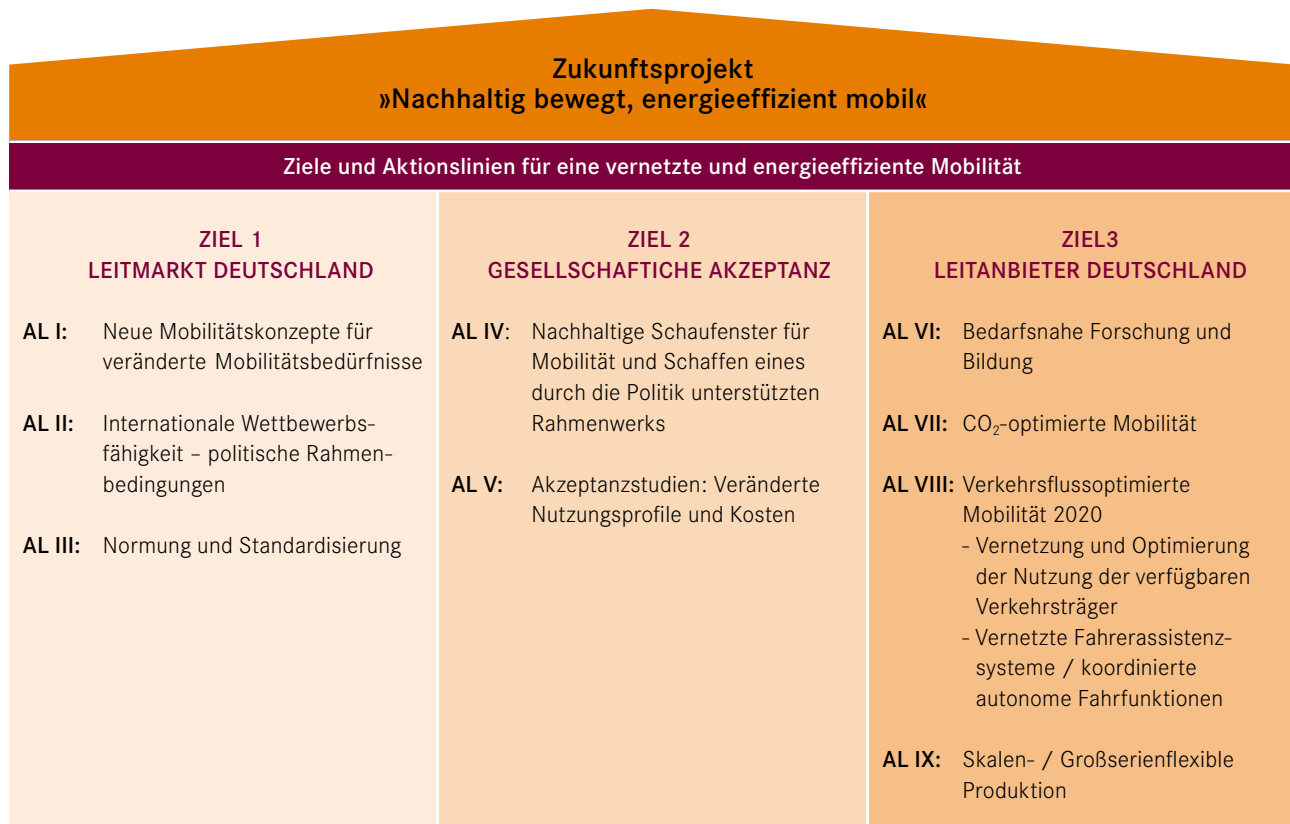 Zukunftsprojekt
»Nachhaltig bewegt, energieeffizient mobil«
Ziele und Aktionslinien für eine vernetzte und energieeffiziente Mobilität
ZIEL 1
LEITMARKT DEUTSCHLAND
AL I: Neue Mobilitätskonzepte für
veränderte Mobilitätsbedürfnisse
AL II: Internationale Wettbewerbs-
fähigkeit – politische Rahmen-
bedingungen
AL III: Normung und Standardisierung
ZIEL 2
GESELLSCHAFTICHE AKZEPTANZ
AL IV: Nachhaltige Schaufenster für
Mobilität und Schaffen eines
durch die Politik unterstützten
Rahmenwerks
AL V: Akzeptanzstudien: Veränderte
Nutzungsprofile und Kosten
ZIEL3
LEITANBIETER DEUTSCHLAND
AL VI: Bedarfsnahe Forschung und
Bildung
AL VII: CO₂-optimierte Mobilität
AL VIII: Verkehrsflussoptimierte
Mobilität 2020
- Vernetzung und Optimierung
der Nutzung der verfügbaren
Verkehrsträger
- Vernetzte Fahrerassistenz-
systeme / koordinierte
autonome Fahrfunktionen
AL IX: Skalen- / Großserienflexible
Produktion